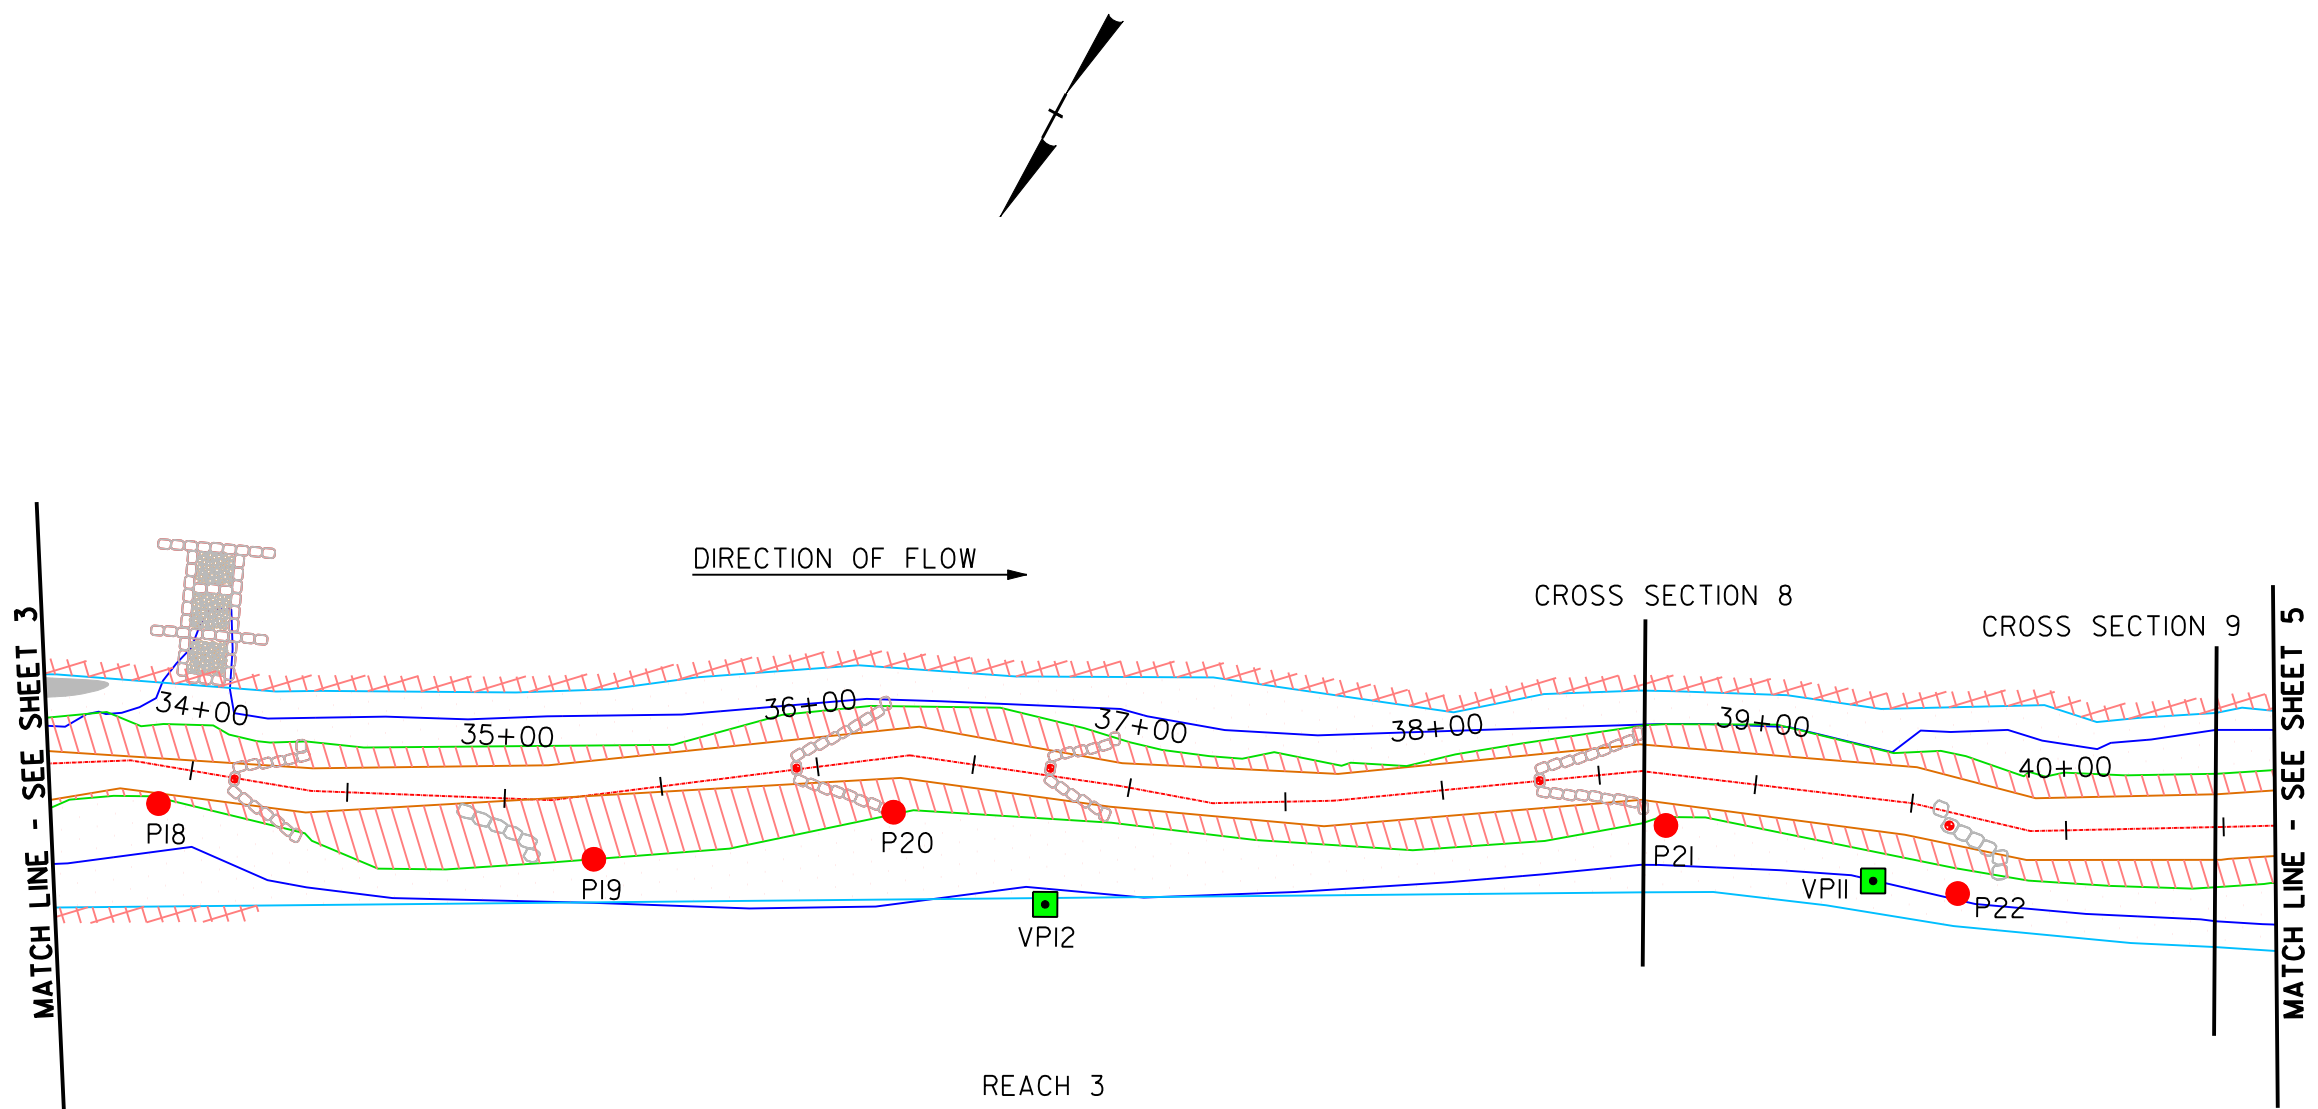 DIRECTION OF FLOW
CROSS SECTION 8
CROSS SECTION 9
MATCH LINE - SEE SHEET 3
MATCH LINE - SEE SHEET 5
34+00
35+00
36+00
37+00
38+00
39+00
40+00
P18
P19
P20
P21
P22
VP11
VP12
REACH 3